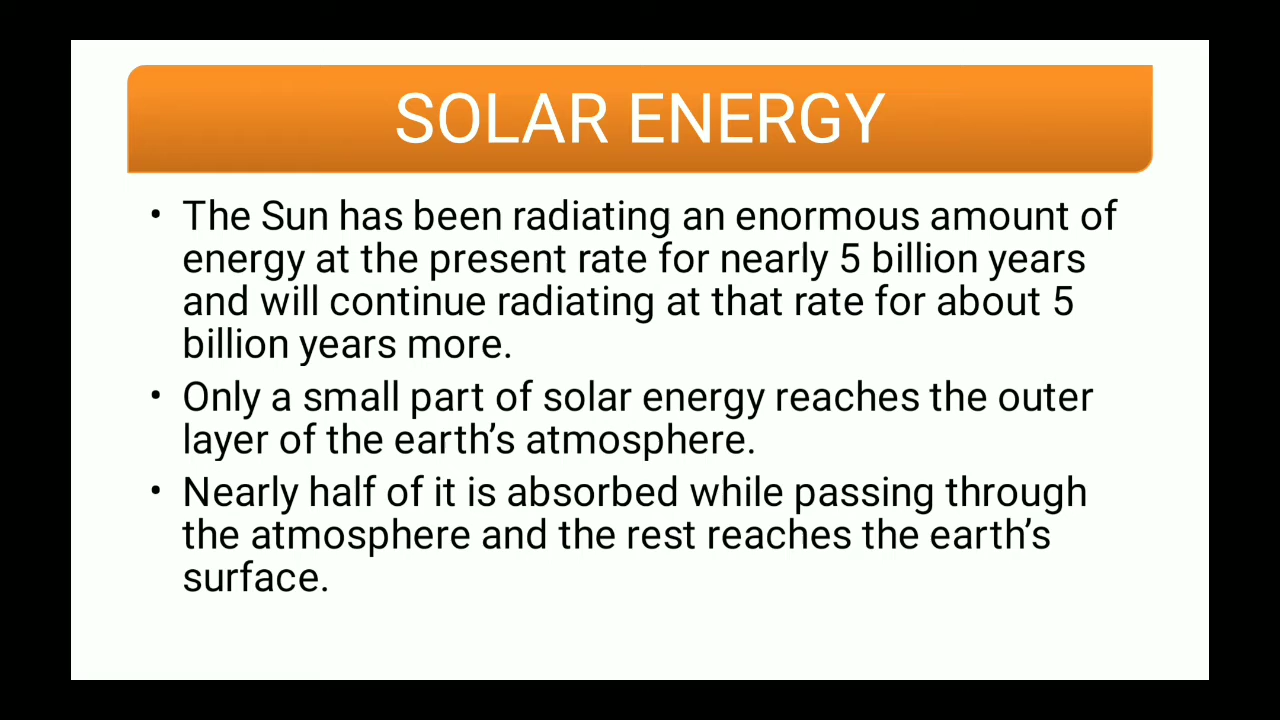 SOLAR ENERGY
• The Sun has been radiating an enormous amount of
energy at the present rate for nearly 5 billion years
and will continue radiating at that rate for about 5
billion years more.
• Only a small part of solar energy reaches the outer
layer of the earth’s atmosphere.
• Nearly half of it is absorbed while passing through
the atmosphere and the rest reaches the earth’s
surface.